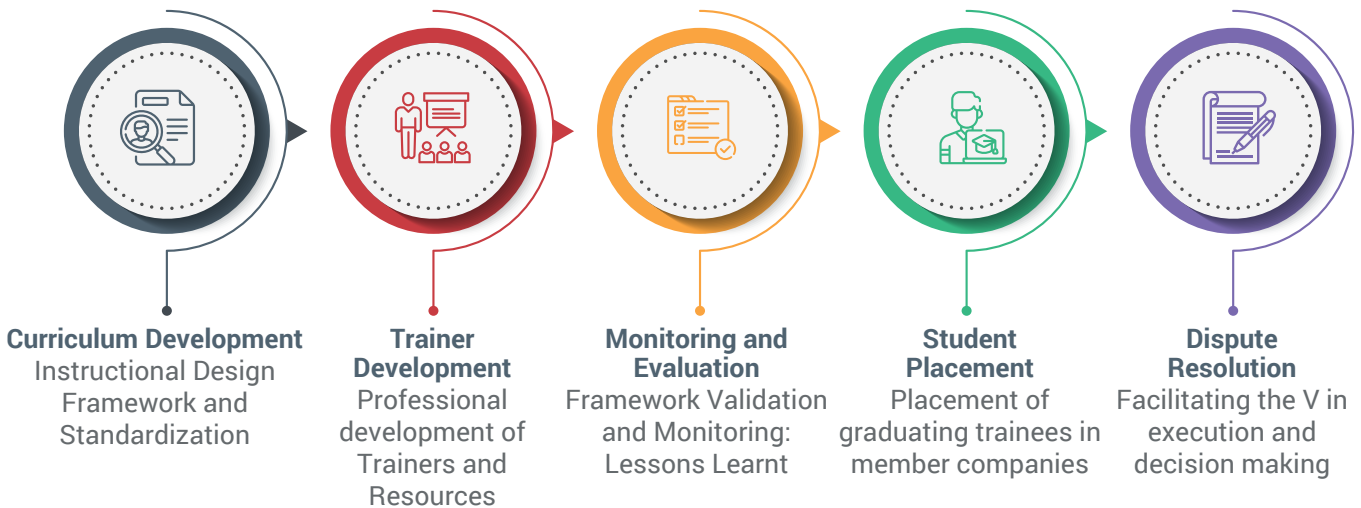 Curriculum Development
Instructional Design
Framework and
Standardization
Trainer
Development
Professional
development of
Trainers and
Resources
Monitoring and
Evaluation
Framework Validation
and Monitoring:
Lessons Learnt
Student
Placement
Placement of
graduating trainees in
member companies
Dispute
Resolution
Facilitating the V in
execution and
decision making